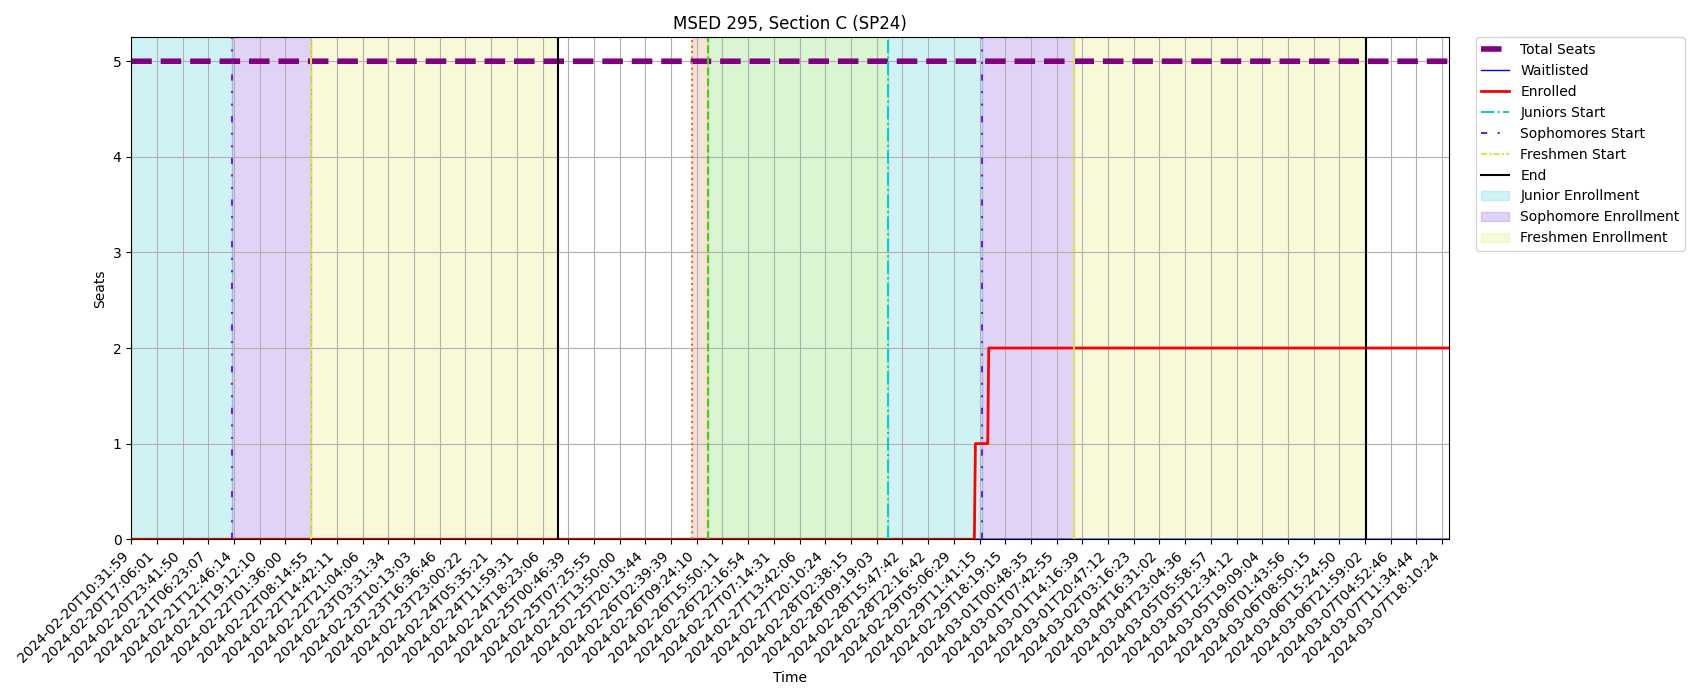 MSED 295, Section C (SP24)
Seats
5
4
3
2
1
0
2024-02-20T10:31:59
2024-02-20T17:06:01
2024-02-20T23:41:50
2024-02-21T06:23:07
2024-02-21T12:46:14
2024-02-21T19:12:10
2024-02-22T01:36:00
2024-02-22T08:14:55
2024-02-22T14:42:11
2024-02-22T21:04:06
2024-02-23T03:31:34
2024-02-23T10:13:03
2024-02-23T16:36:46
2024-02-23T23:00:22
2024-02-24T05:35:21
2024-02-24T11:59:31
2024-02-24T18:23:06
2024-02-25T00:46:39
2024-02-25T07:25:55
2024-02-25T13:50:00
2024-02-25T20:13:44
2024-02-26T02:39:39
2024-02-26T09:24:10
2024-02-26T15:50:11
2024-02-26T22:16:54
2024-02-27T07:14:31
2024-02-27T13:42:06
2024-02-27T20:10:24
2024-02-28T02:38:15
2024-02-28T09:19:03
2024-02-28T15:47:42
2024-02-28T22:16:42
2024-02-29T05:06:29
2024-02-29T11:41:15
2024-02-29T18:19:15
2024-03-01T00:48:35
2024-03-01T07:42:55
2024-03-01T14:16:39
2024-03-01T20:47:12
2024-03-02T03:16:23
2024-03-04T16:31:02
2024-03-04T23:04:36
2024-03-05T05:58:57
2024-03-05T12:34:12
2024-03-05T19:09:04
2024-03-06T01:43:56
2024-03-06T08:50:15
2024-03-06T15:24:50
2024-03-06T21:59:02
2024-03-07T04:52:46
2024-03-07T11:34:44
2024-03-07T18:10:24
Time
Total Seats
Waitlisted
Enrolled
Juniors Start
Sophomores Start
Freshmen Start
End
Junior Enrollment
Sophomore Enrollment
Freshmen Enrollment